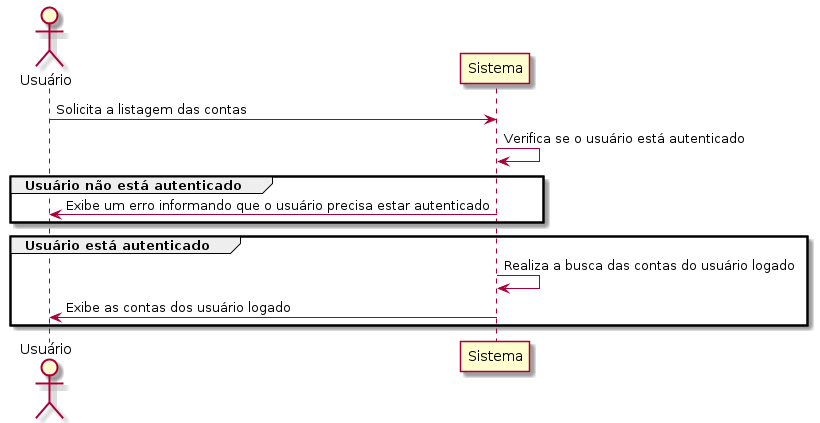 Usuário
Sistema
Solicita a listagem das contas
Verifica se o usuário está autenticado
Usuário não está autenticado
Exibe um erro informando que o usuário precisa estar autenticado
Usuário está autenticado
Realiza a busca das contas do usuário logado
Exibe as contas dos usuário logado
Usuário
Sistema